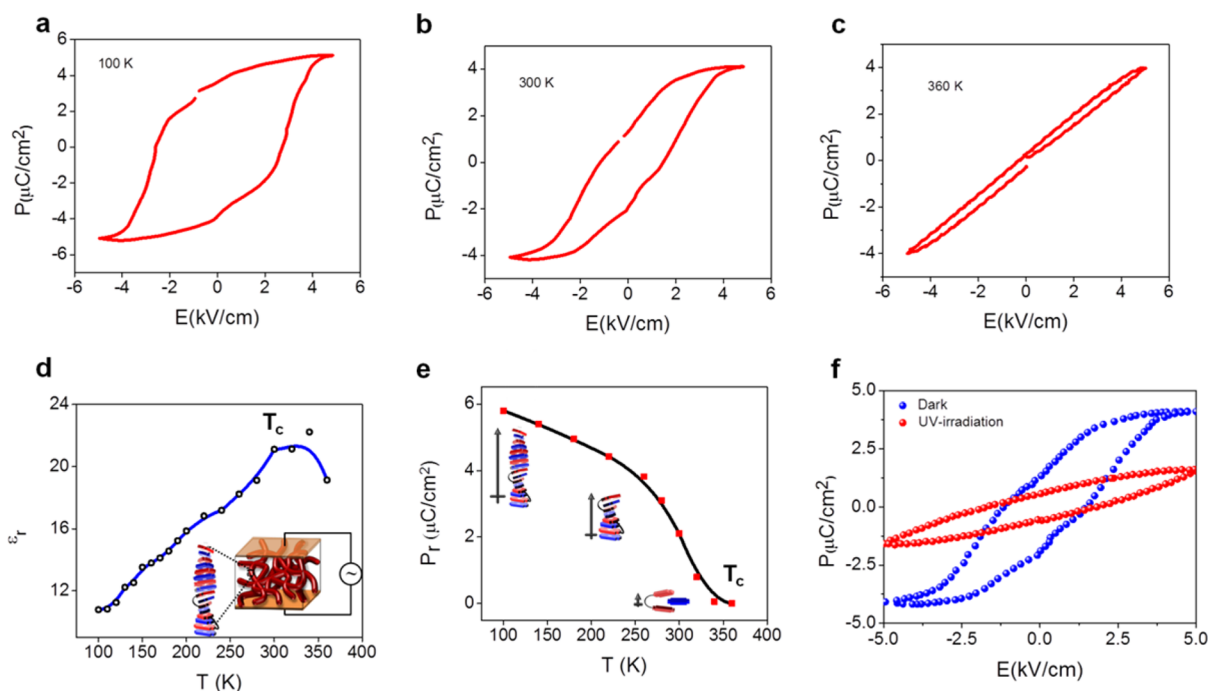 a
100 K
P(μC/cm²)
6
4
2
0
-2
-4
-6
-6 -4 -2 0 2 4 6
E(kV/cm)
b
300 K
P(μC/cm²)
4
2
0
-2
-4
-6 -4 -2 0 2 4 6
E(kV/cm)
c
360 K
P(μC/cm²)
4
2
0
-2
-4
-6 -4 -2 0 2 4 6
E(kV/cm)
d
Tc
εr
24
20
16
12
100 150 200 250 300 350 400
T (K)
~
e
Tc
Pr (μC/cm²)
6
4
2
0
100 150 200 250 300 350 400
T (K)
f
Dark
UV-irradiation
P(μC/cm²)
5.0
2.5
0.0
-2.5
-5.0
-5.0 -2.5 0.0 2.5 5.0
E(kV/cm)